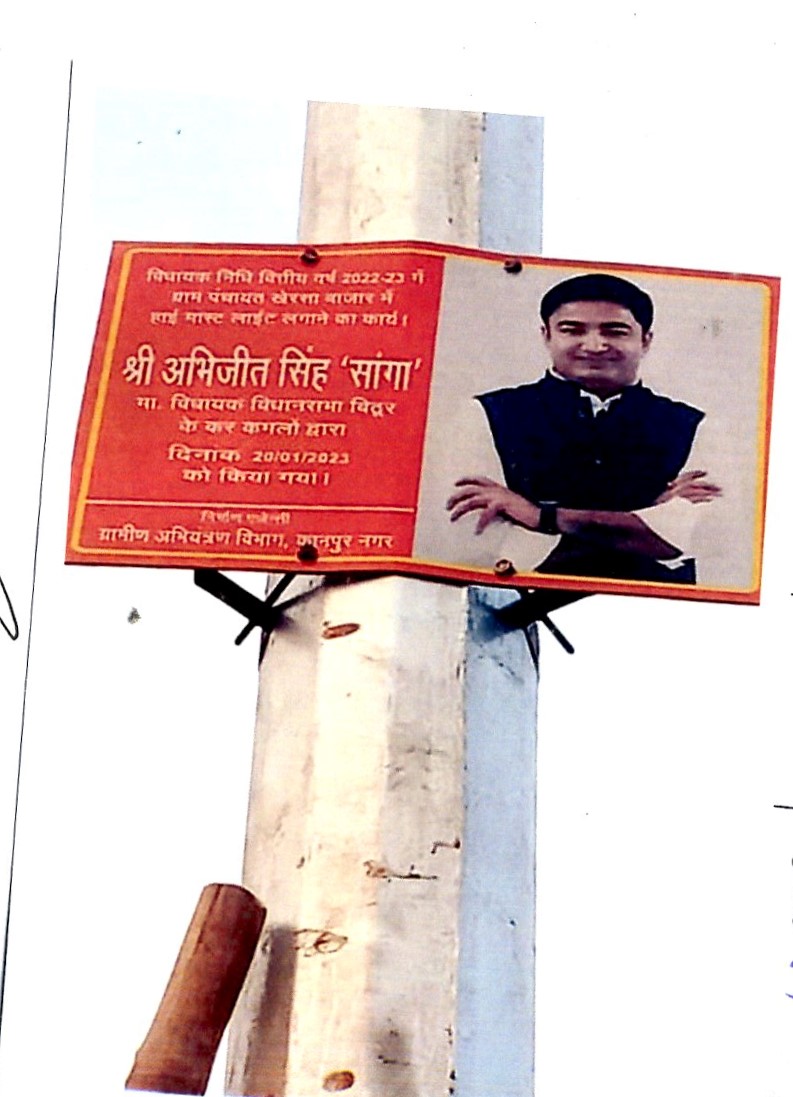 विधायक निधि वित्तीय वर्ष 2022-23 में
ग्राम पंचायत खेरसा बाजार में
हाई मास्ट लाईट लगाने का कार्य।
श्री अभिजीत सिंह ‘सांगा’
मा. विधायक विधानसभा बिठूर
के कर कमलों द्वारा
दिनांक 20/01/2023
को किया गया।
निर्माण एजेन्सी
ग्रामीण अभियंत्रण विभाग, कानपुर नगर